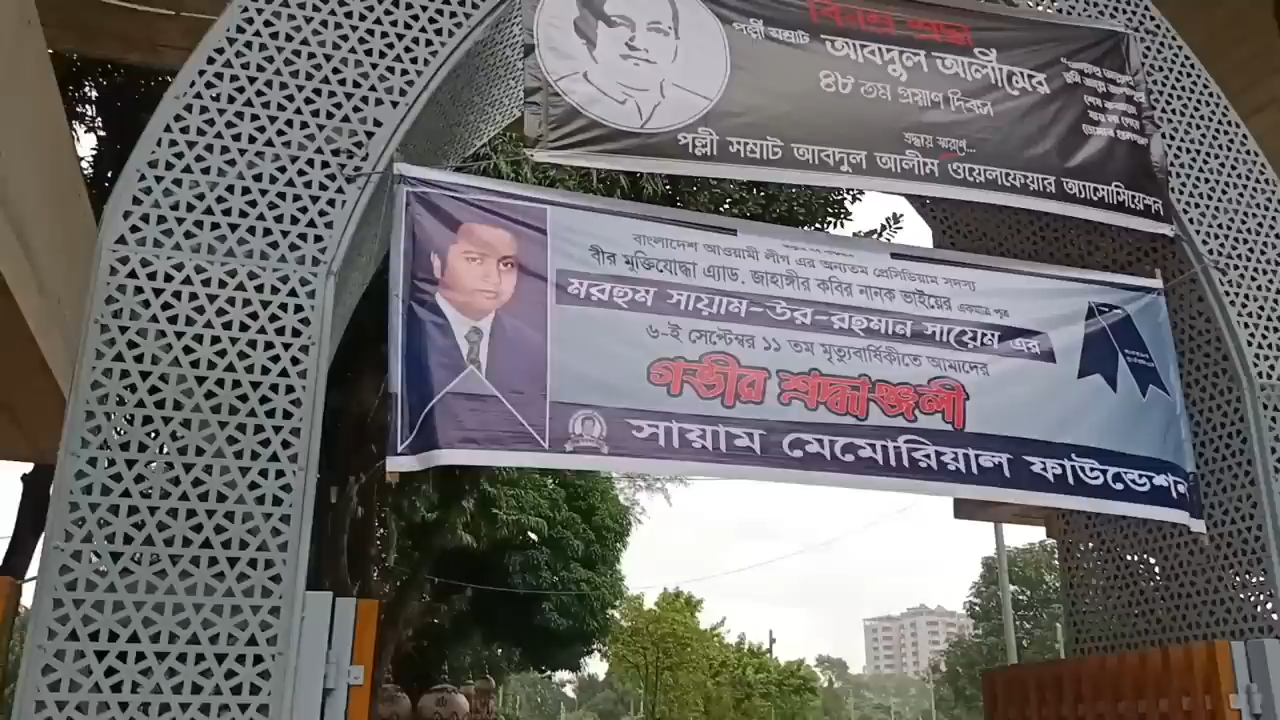 বিনম্র শ্রদ্ধা
পল্লী সম্রাট আবদুল আলীমের
৪৮ তম প্রয়াণ দিবস
শ্রদ্ধায় স্মরণে...
পল্লী সম্রাট আবদুল আলীম ওয়েলফেয়ার অ্যাসোসিয়েশন
বাংলাদেশ আওয়ামী লীগ এর অন্যতম প্রেসিডিয়াম সদস্য
বীর মুক্তিযোদ্ধা এ্যাড. জাহাঙ্গীর কবির নানক ভাইয়ের একমাত্র পুত্র
মরহুম সায়াম-উর-রহমান সায়েম এর
৬-ই সেপ্টেম্বর ১১ তম মৃত্যুবার্ষিকীতে আমাদের
গভীর শ্রদ্ধাঞ্জলী
সায়াম মেমোরিয়াল ফাউন্ডেশন